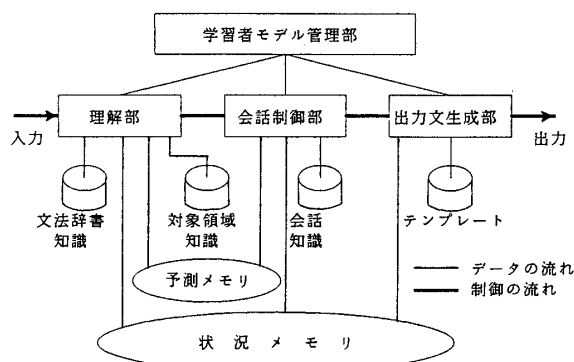 学習者モデル管理部
理解部
会話制御部
出力文生成部
入力
出力
文法辞書
知識
対象領域
知識
会話
知識
テンプレート
予測メモリ
データの流れ
制御の流れ
状況メモリ